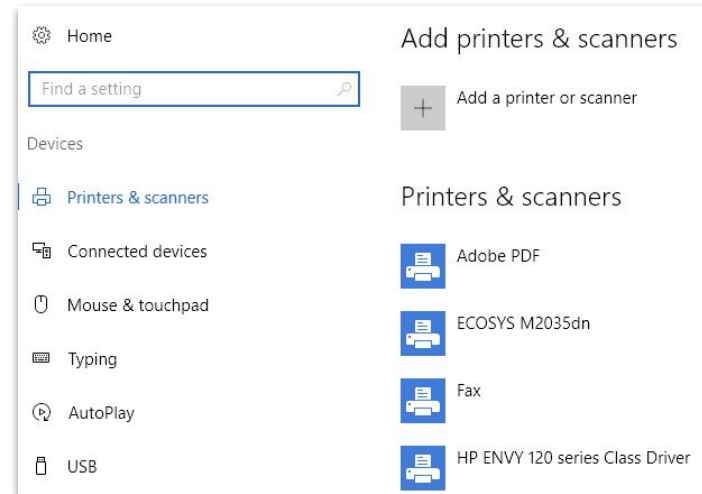 Home
Find a setting
Devices
Printers & scanners
Connected devices
Mouse & touchpad
Typing
AutoPlay
USB
Add printers & scanners
Add a printer or scanner
Printers & scanners
Adobe PDF
ECOSYS M2035dn
Fax
HP ENVY 120 series Class Driver